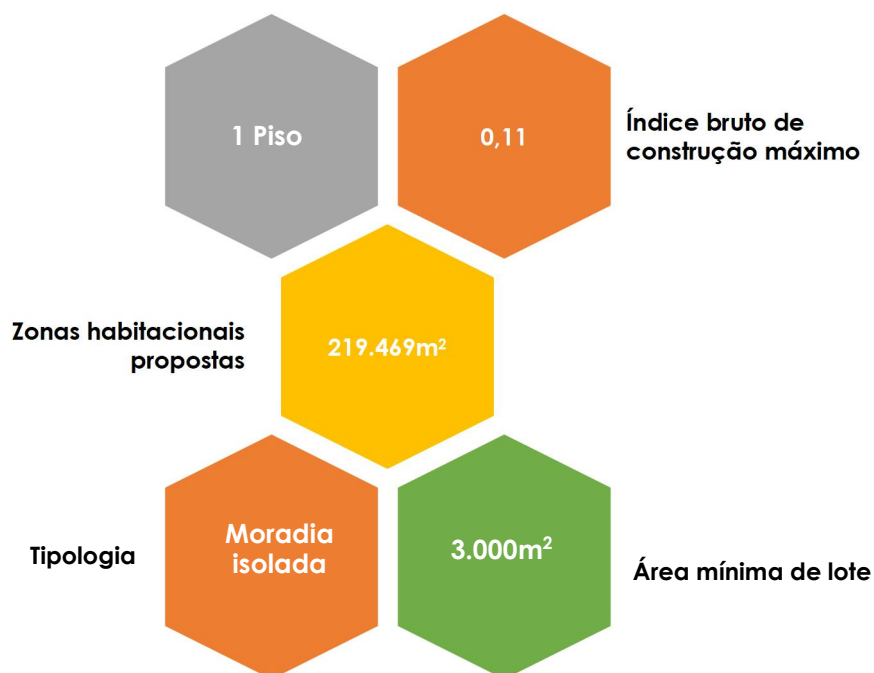 1 Piso
0,11
Índice bruto de
construção máximo
Zonas habitacionais
propostas
219.469m²
Tipologia
Moradia
isolada
3.000m²
Área mínima de lote